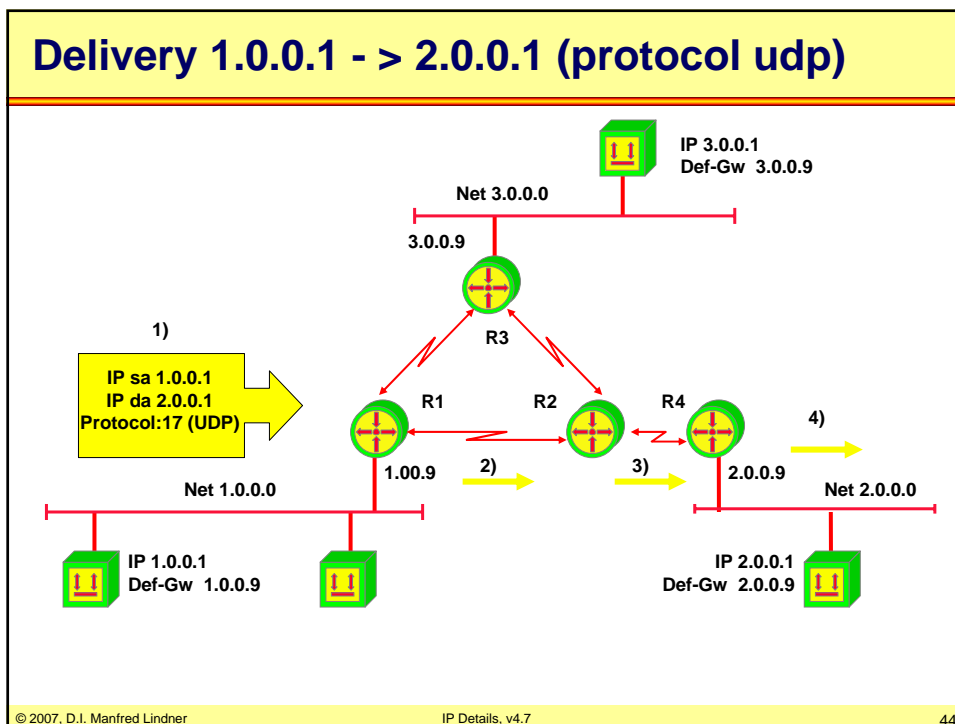 Delivery 1.0.0.1 - > 2.0.0.1 (protocol udp)
IP 3.0.0.1
Def-Gw 3.0.0.9
Net 3.0.0.0
3.0.0.9
R3
1)
IP sa 1.0.0.1
IP da 2.0.0.1
Protocol:17 (UDP)
R1
R2
R4
4)
1.00.9
2)
3)
2.0.0.9
Net 1.0.0.0
Net 2.0.0.0
IP 1.0.0.1
Def-Gw 1.0.0.9
IP 2.0.0.1
Def-Gw 2.0.0.9
© 2007, D.I. Manfred Lindner
IP Details, v4.7
44